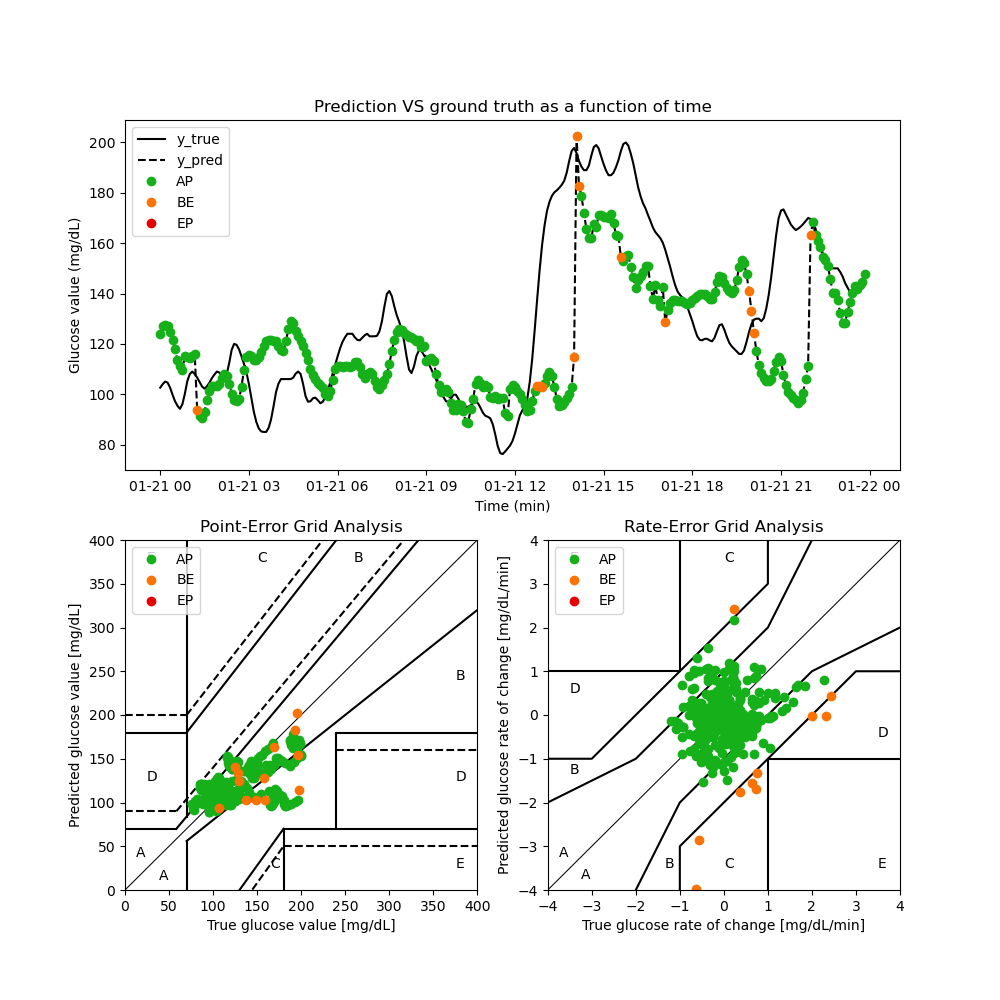 Prediction VS ground truth as a function of time
y_true
y_pred
AP
BE
EP
Glucose value (mg/dL)
200
180
160
140
120
100
80
01-21 00 01-21 03 01-21 06 01-21 09 01-21 12 01-21 15 01-21 18 01-21 21 01-22 00
Time (min)
Point-Error Grid Analysis
AP
BE
EP
C
B
B
D
D
A
A
C
E
Predicted glucose value [mg/dL]
400
350
300
250
200
150
100
50
0
0 50 100 150 200 250 300 350 400
True glucose value [mg/dL]
Rate-Error Grid Analysis
AP
BE
EP
C
D
D
B
A
A
B
C
E
Predicted glucose rate of change [mg/dL/min]
4
3
2
1
0
−1
−2
−3
−4
−4 −3 −2 −1 0 1 2 3 4
True glucose rate of change [mg/dL/min]